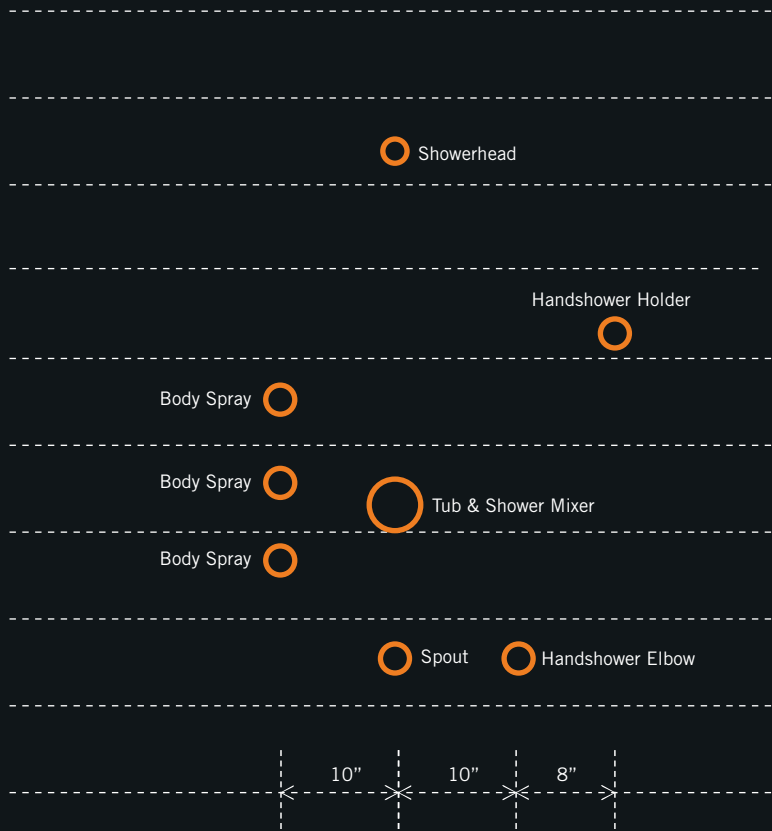 Showerhead
Handshower Holder
Body Spray
Body Spray
Tub & Shower Mixer
Body Spray
Spout
Handshower Elbow
10”
10”
8”